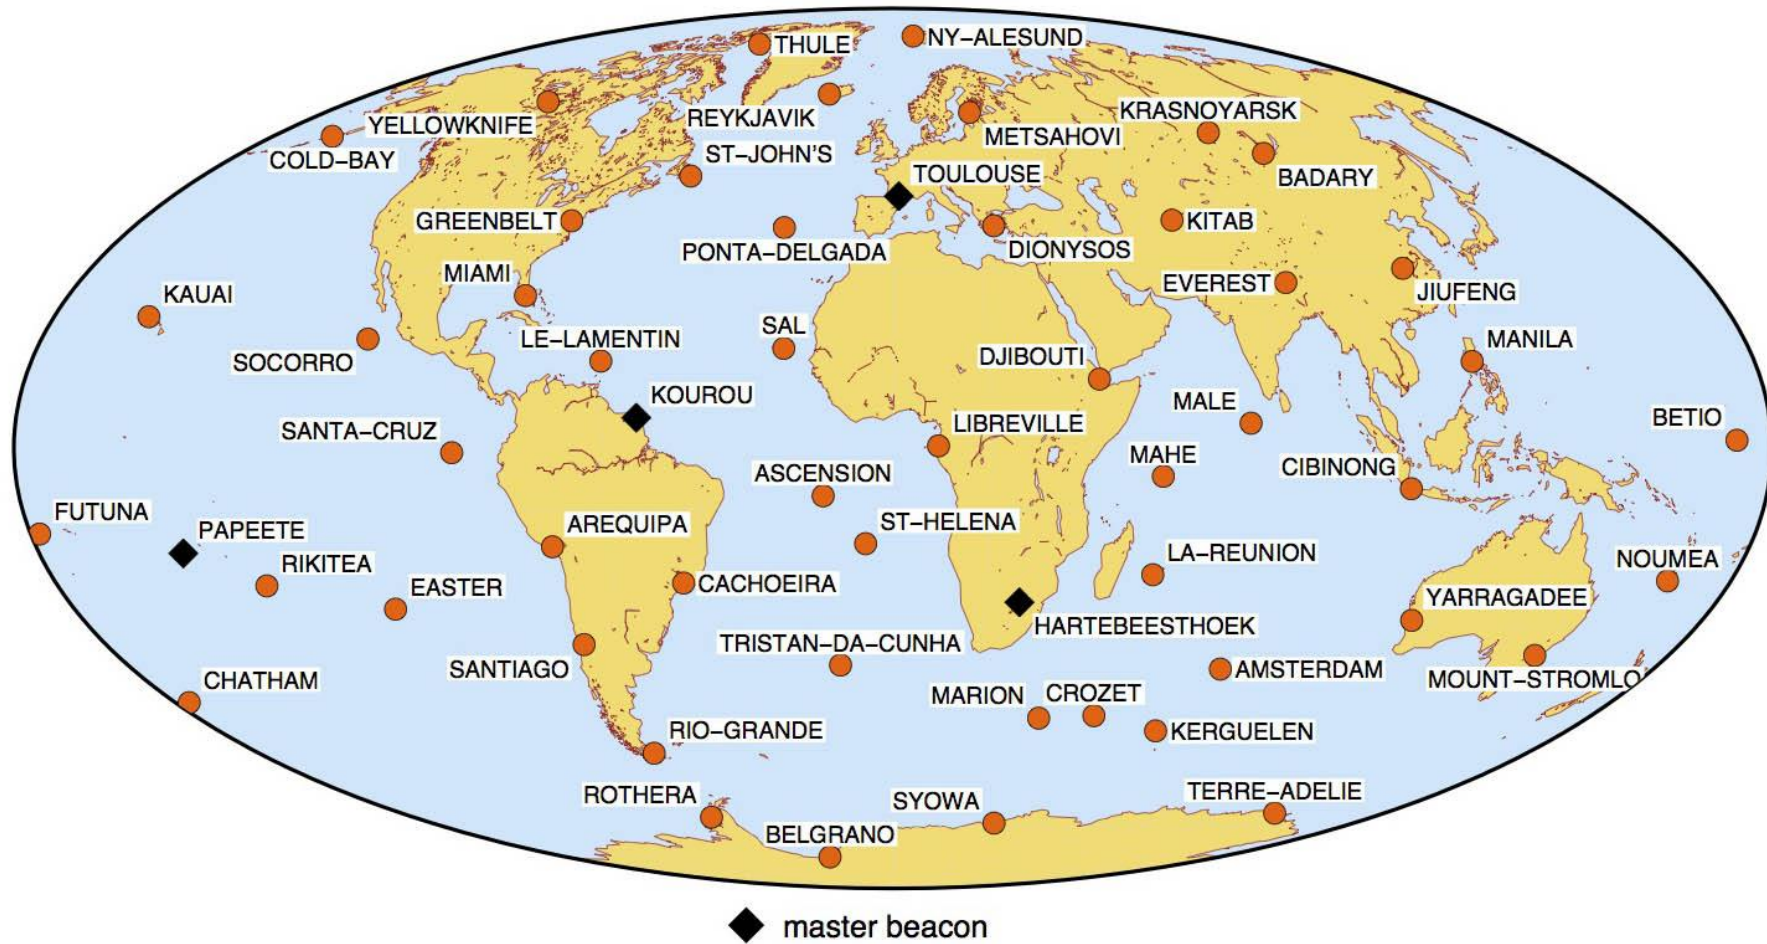 THULE
NY-ALESUND
YELLOWKNIFE
REYKJAVIK
KRASNOYARSK
METSAHOVI
COLD-BAY
ST-JOHN'S
TOULOUSE
BADARY
GREENBELT
KITAB
PONTA-DELGADA
DIONYSOS
MIAMI
EVEREST
KAUAI
JIUFENG
SAL
LE-LAMENTIN
MANILA
SOCORRO
DJIBOUTI
KOUROU
MALE
BETIO
SANTA-CRUZ
LIBREVILLE
MAHE
CIBINONG
ASCENSION
FUTUNA
PAPEETE
AREQUIPA
ST-HELENA
LA-REUNION
NOUMEA
RIKITEA
EASTER
CACHOEIRA
YARRAGADEE
HARTEBEESTHOEK
TRISTAN-DA-CUNHA
SANTIAGO
AMSTERDAM
CHATHAM
MOUNT-STROMLO
MARION
CROZET
RIO-GRANDE
KERGUELEN
ROTHERA
SYOWA
TERRE-ADELIE
BELGRANO
master beacon